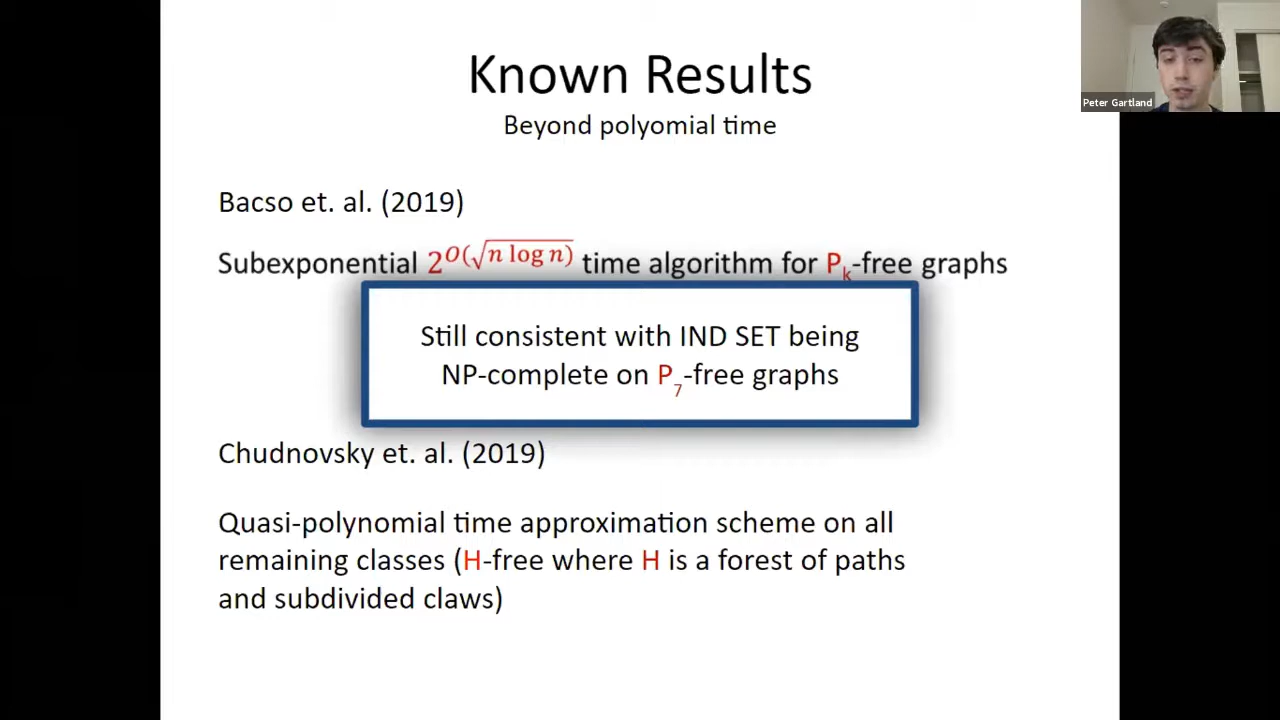 Known Results
Beyond polyomial time
Peter Gartland
Bacso et. al. (2019)
Subexponential 2^{O(√(n log n))} time algorithm for P_k-free graphs
Still consistent with IND SET being
NP-complete on P_7-free graphs
Chudnovsky et. al. (2019)
Quasi-polynomial time approximation scheme on all
remaining classes (H-free where H is a forest of paths
and subdivided claws)